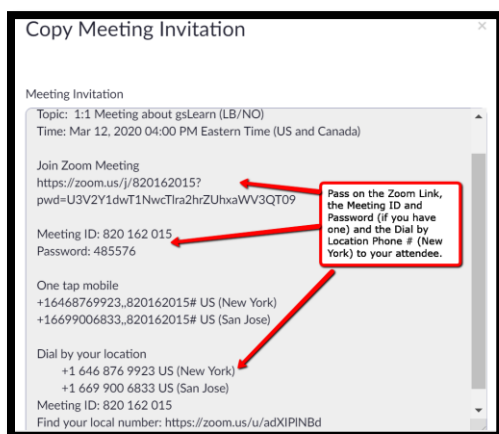 Copy Meeting Invitation
×
Meeting Invitation
Topic: 1:1 Meeting about gsLearn (LB/NO)
Time: Mar 12, 2020 04:00 PM Eastern Time (US and Canada)
Join Zoom Meeting
https://zoom.us/j/820162015?
pwd=U3V2Y1dwT1NwcTlra2hrZUhxaWV3QT09
Meeting ID: 820 162 015
Password: 485576
One tap mobile
+16468769923,,820162015# US (New York)
+16699006833,,820162015# US (San Jose)
Dial by your location
+1 646 876 9923 US (New York)
+1 669 900 6833 US (San Jose)
Meeting ID: 820 162 015
Find your local number: https://zoom.us/u/adXIPlNBd
Pass on the Zoom Link,
the Meeting ID and
Password (if you have
one) and the Dial by
Location Phone # (New
York) to your attendee.